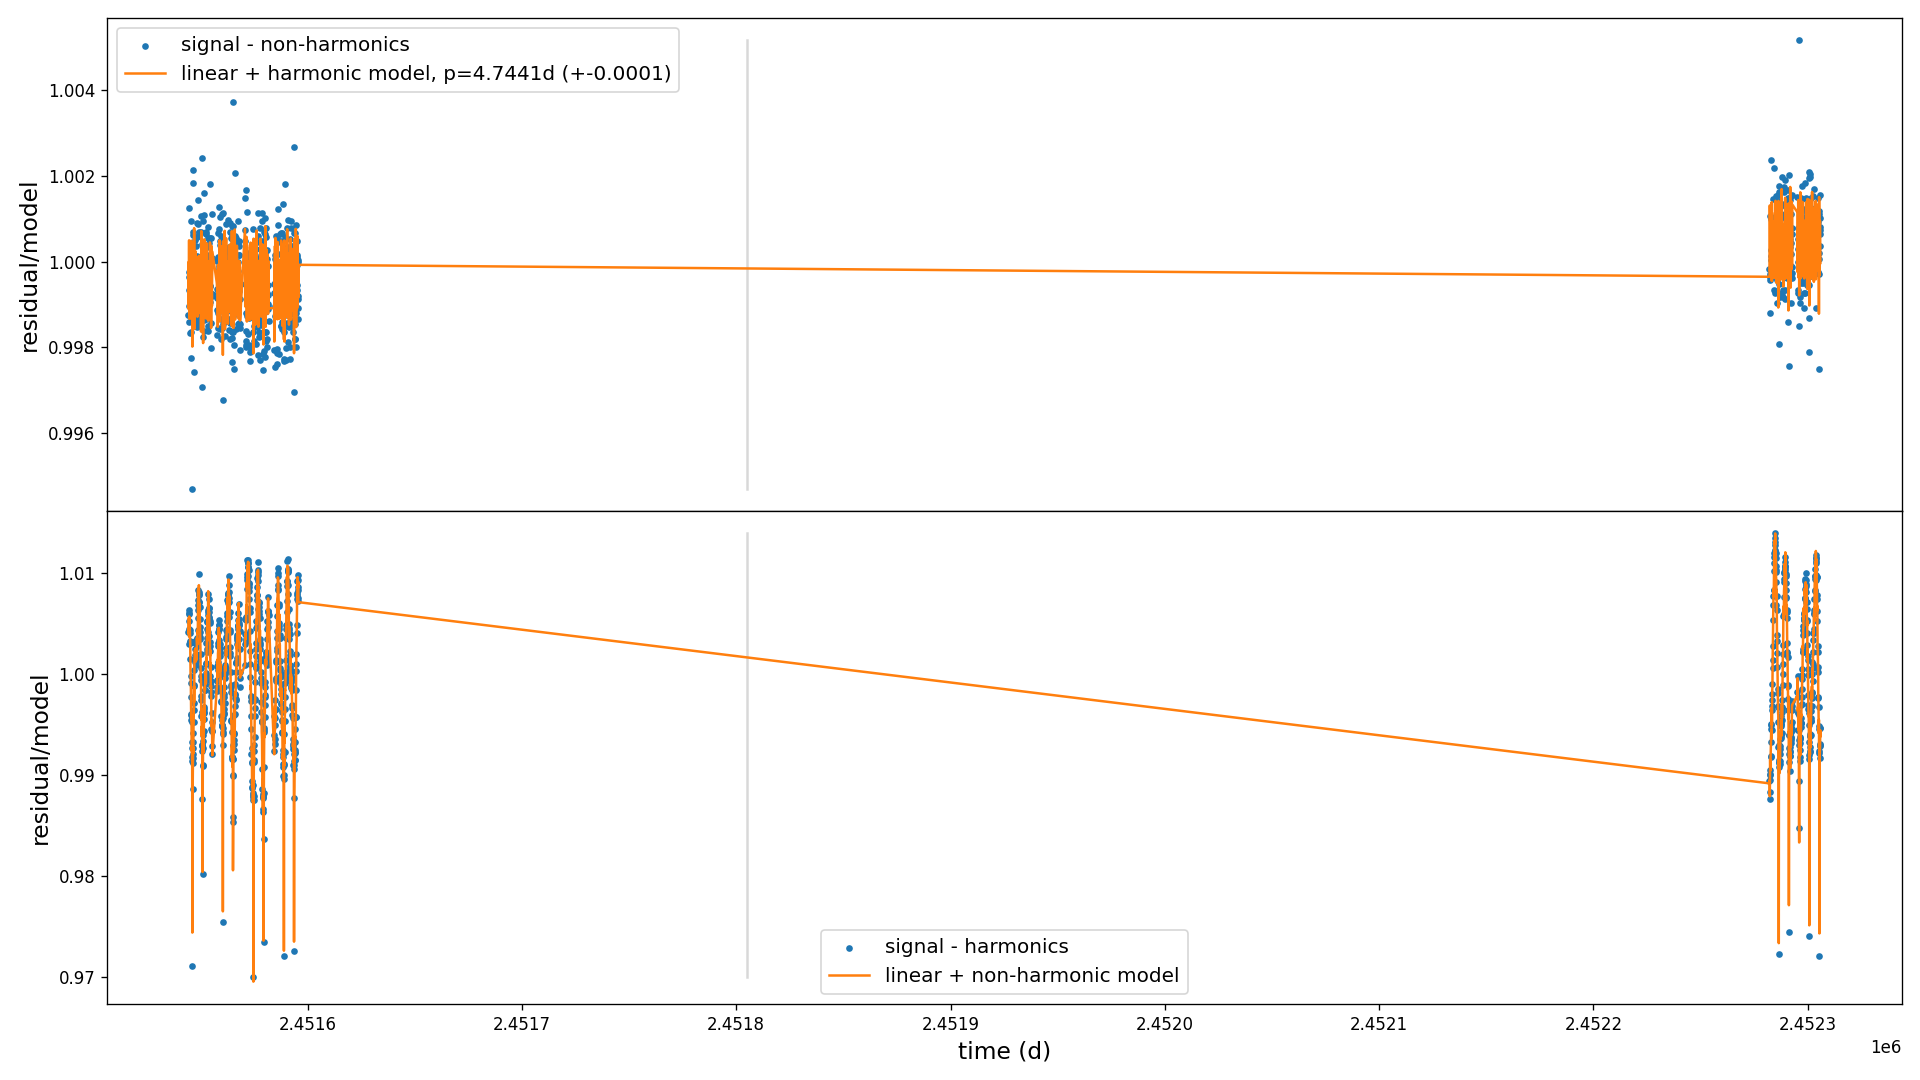 signal - non-harmonics
linear + harmonic model, p=4.7441d (+-0.0001)
1.004
1.002
1.000
0.998
0.996
residual/model
1.01
1.00
0.99
0.98
0.97
residual/model
signal - harmonics
linear + non-harmonic model
2.4516 2.4517 2.4518 2.4519 2.4520 2.4521 2.4522 2.4523
time (d)
1e6